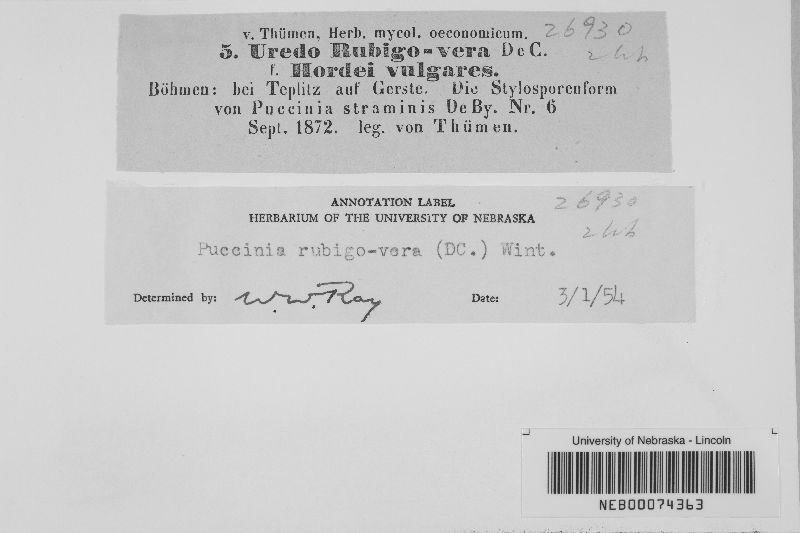 v. Thümen, Herb. mycol. oeconomicum. 26930
5. Uredo Rubigo-vera DeC.
f. Hordei vulgares.
Böhmen: bei Teplitz auf Gerste. Die Stylosporenform
von Puccinia straminis DeBy. Nr. 6
Sept. 1872. leg. von Thümen.
ANNOTATION LABEL 26930
HERBARIUM OF THE UNIVERSITY OF NEBRASKA
Puccinia rubigo-vera (DC.) Wint.
Determined by: W.W. Ray Date: 3/1/54
University of Nebraska - Lincoln
NEB00074363